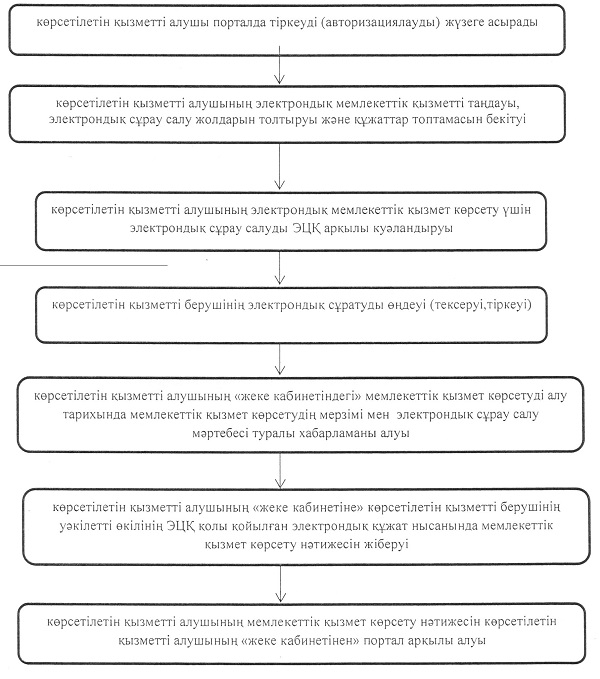 көрсетілетін қызметті алушы порталда тіркеуді (авторизациялауды) жүзеге асырады
көрсетілетін қызметті алушының электрондық мемлекеттік қызметті таңдауы,
электрондық сұрау салу жолдарын толтыруы және құжаттар топтамасын бекітуі
көрсетілетін қызметті алушының электрондық мемлекеттік қызмет көрсету үшін
электрондық сұрау салуды ЭЦҚ арқылы куәландыруы
көрсетілетін қызметті берушінің электрондық сұратуды өңдеуі (тексеруі,тіркеуі)
көрсетілетін қызметті алушының «жеке кабинетіндегі» мемлекеттік қызмет көрсетуді алу
тарихында мемлекеттік қызмет көрсетудің мерзімі мен электрондық сұрау салу
мәртебесі туралы хабарламаны алуы
көрсетілетін қызметті алушының «жеке кабинетіне» көрсетілетін қызметті берушінің
уәкілетті өкілінің ЭЦҚ қолы қойылған электрондық құжат нысанында мемлекеттік
қызмет көрсету нәтижесін жіберуі
көрсетілетін қызметті алушының мемлекеттік қызмет көрсету нәтижесін көрсетілетін
қызметті алушының «жеке кабинетінен» портал арқылы алуы